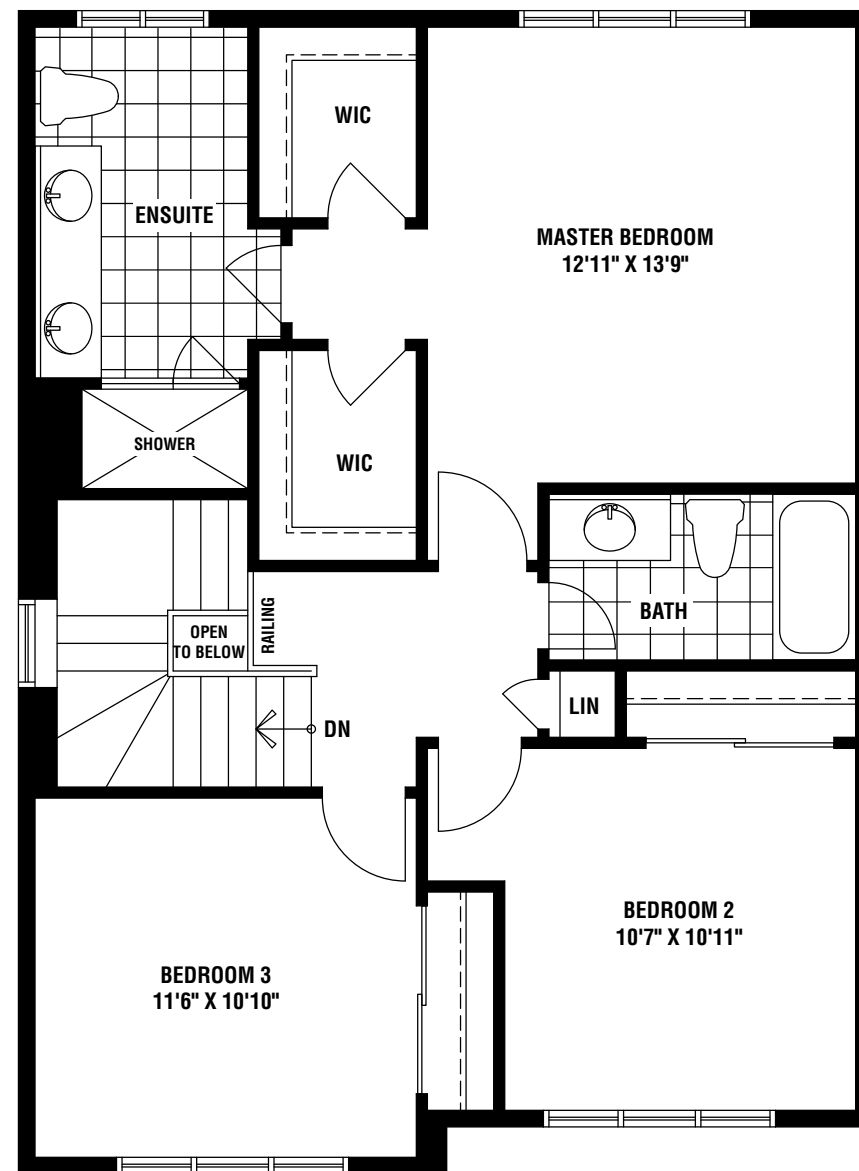 WIC
ENSUITE
MASTER BEDROOM
12'11" X 13'9"
SHOWER
WIC
OPEN
TO BELOW
RAILING
BATH
LIN
DN
BEDROOM 2
10'7" X 10'11"
BEDROOM 3
11'6" X 10'10"